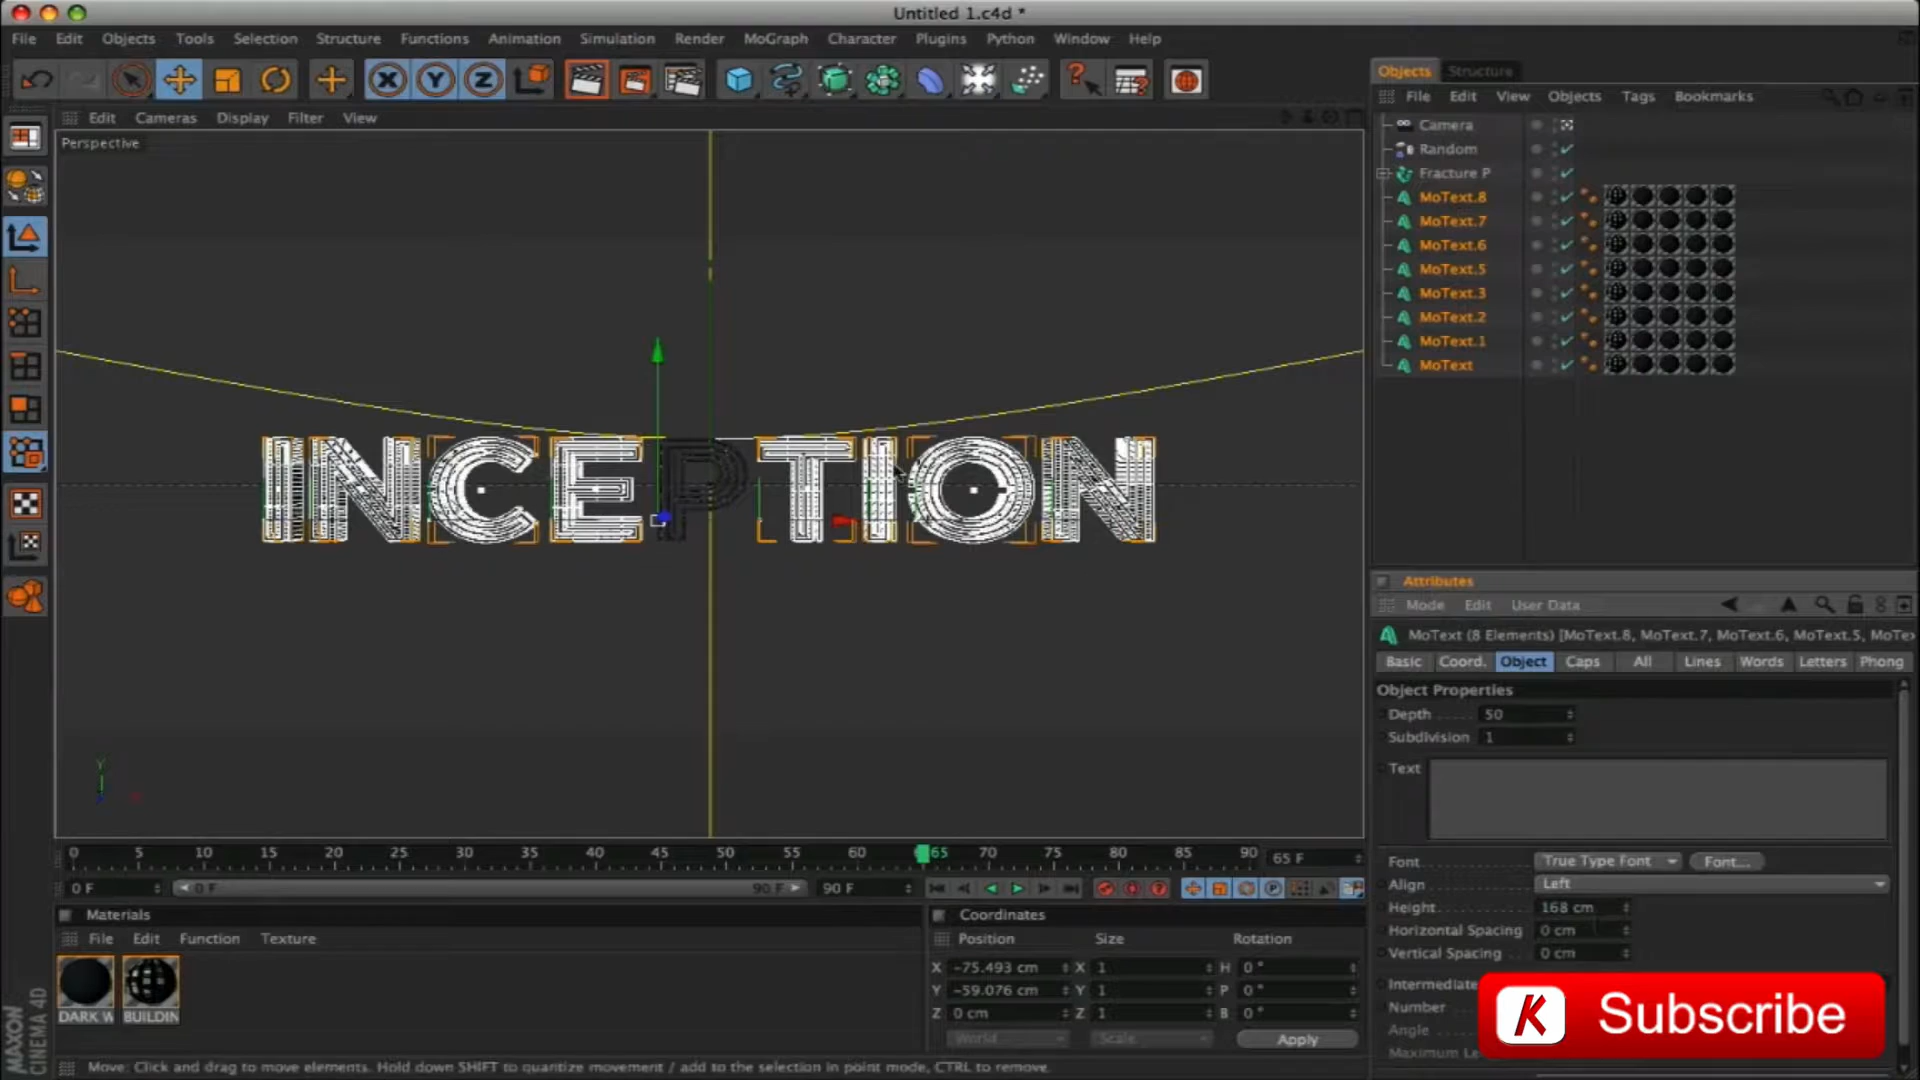 Untitled 1.c4d *
File Edit Objects Tools Selection Structure Functions Animation Simulation Render MoGraph Character Plugins Python Window Help
X Y Z
Objects Structure
File Edit View Objects Tags Bookmarks
Edit Cameras Display Filter View
Perspective
Camera
Random
Fracture P
MoText.8
MoText.7
MoText.6
MoText.5
MoText.3
MoText.2
MoText.1
MoText
INCEPTION
Y
Attributes
Mode Edit User Data
MoText (8 Elements) [MoText.8, MoText.7, MoText.6, MoText.5, MoTex
Basic Coord. Object Caps All Lines Words Letters Phong
Object Properties
Depth 50
Subdivision 1
Text
Font True Type Font Font...
Align Left
Height 168 cm
Horizontal Spacing 0 cm
Vertical Spacing 0 cm
Intermediate
Number
Angle
Maximum Le
K Subscribe
0 5 10 15 20 25 30 35 40 45 50 55 60 65 70 75 80 85 90 65 F
0 F 0 F 90 F 90 F
Materials
File Edit Function Texture
DARK W BUILDIN
Coordinates
Position Size Rotation
X -75.493 cm X 1 H 0 °
Y -59.076 cm Y 1 P 0 °
Z 0 cm Z 1 B 0 °
World Scale Apply
MAXON
CINEMA 4D
Move: Click and drag to move elements. Hold down SHIFT to quantize movement / add to the selection in point mode, CTRL to remove.